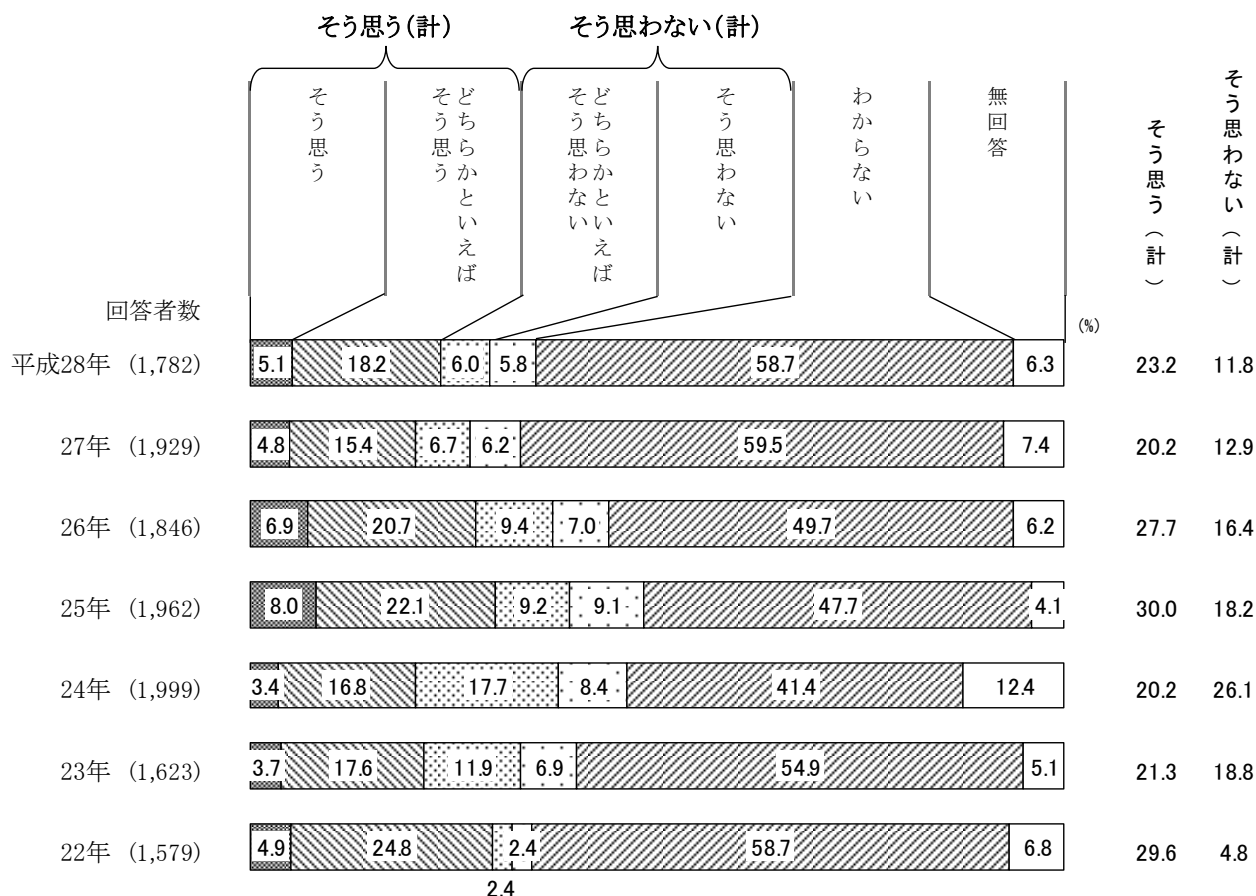 そう思う(計) そう思わない(計)
そう思う
どちらかといえば
そう思う
どちらかといえば
そう思わない
そう思わない
わからない
無回答
そう思う(計)
そう思わない(計)
回答者数
(%)
平成28年 (1,782) 5.1 18.2 6.0 5.8 58.7 6.3 23.2 11.8
27年 (1,929) 4.8 15.4 6.7 6.2 59.5 7.4 20.2 12.9
26年 (1,846) 6.9 20.7 9.4 7.0 49.7 6.2 27.7 16.4
25年 (1,962) 8.0 22.1 9.2 9.1 47.7 4.1 30.0 18.2
24年 (1,999) 3.4 16.8 17.7 8.4 41.4 12.4 20.2 26.1
23年 (1,623) 3.7 17.6 11.9 6.9 54.9 5.1 21.3 18.8
22年 (1,579) 4.9 24.8 2.4 58.7 6.8 29.6 4.8
2.4